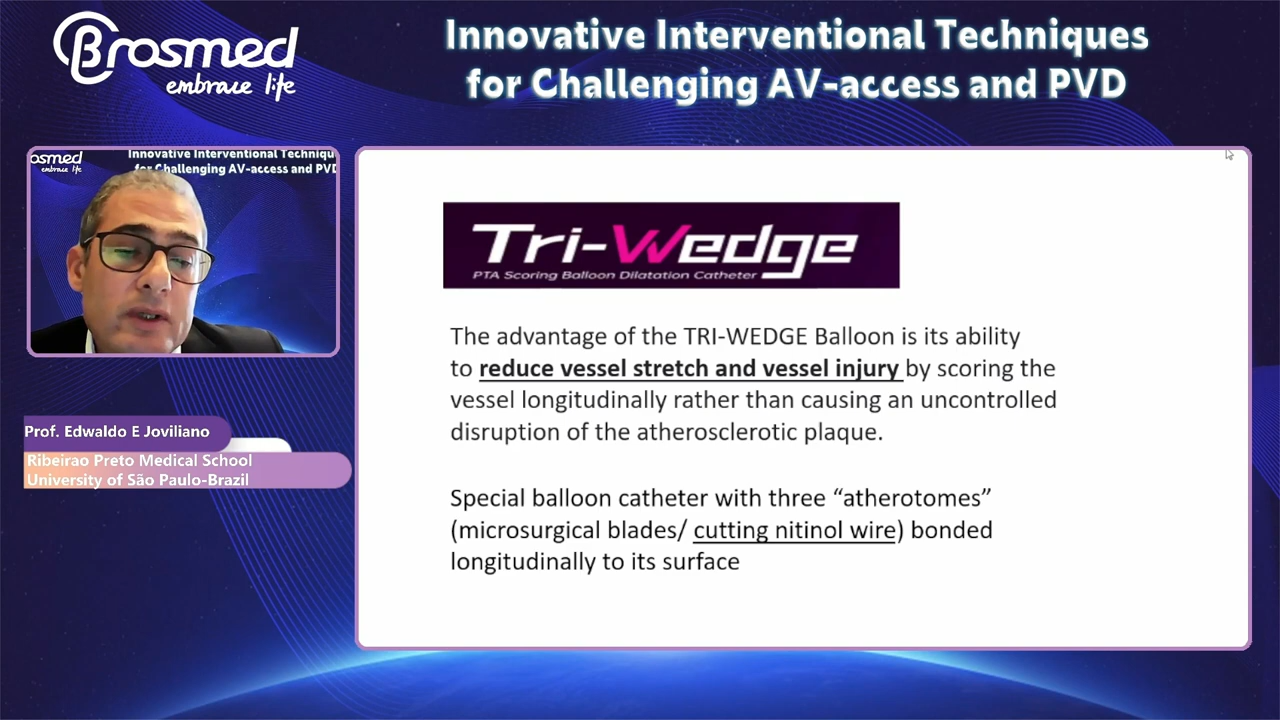 Brosmed
embrace life
Innovative Interventional Techniques
for Challenging AV-access and PVD
osmed
embrace life
Innovative Interventional Techniqu
for Challenging AV-access and PVD
Prof. Edwaldo E Joviliano
Ribeirao Preto Medical School
University of São Paulo-Brazil
Tri-Wedge
PTA Scoring Balloon Dilatation Catheter
The advantage of the TRI-WEDGE Balloon is its ability
to reduce vessel stretch and vessel injury by scoring the
vessel longitudinally rather than causing an uncontrolled
disruption of the atherosclerotic plaque.
Special balloon catheter with three “atherotomes”
(microsurgical blades/ cutting nitinol wire) bonded
longitudinally to its surface